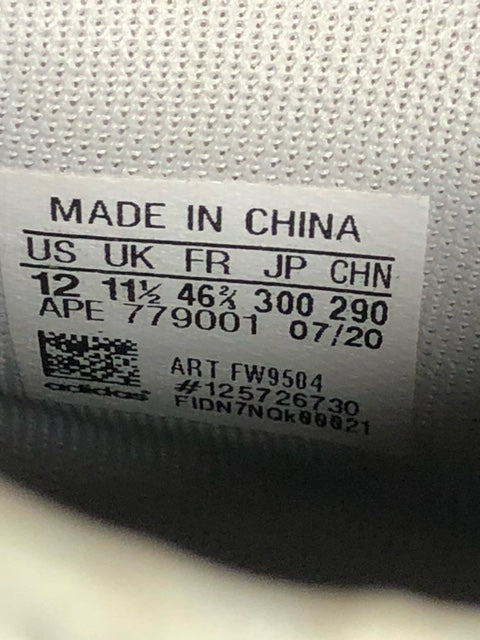 MADE IN CHINA
US UK FR JP CHN
12 11½ 46⅔ 300 290
APE 779001 07/20
ART FW9504
#125726730
adidas
FIDN7NQk00021